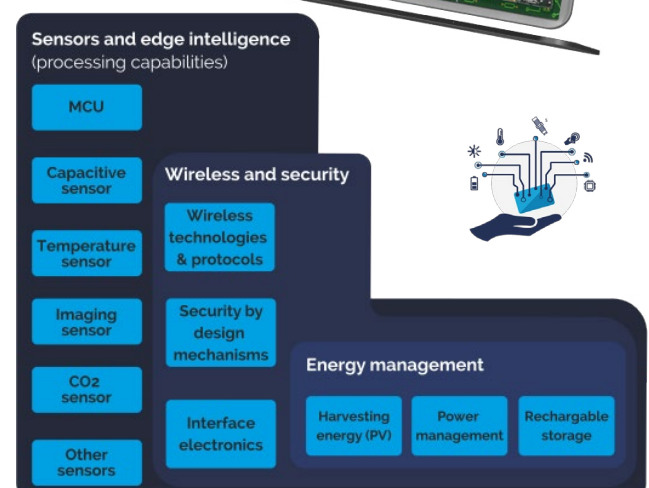 Sensors and edge intelligence
(processing capabilities)
MCU
Capacitive
sensor
Temperature
sensor
Imaging
sensor
CO2
sensor
Other
sensors
Wireless and security
Wireless
technologies
& protocols
Security by
design
mechanisms
Interface
electronics
Energy management
Harvesting
energy (PV)
Power
management
Rechargable
storage